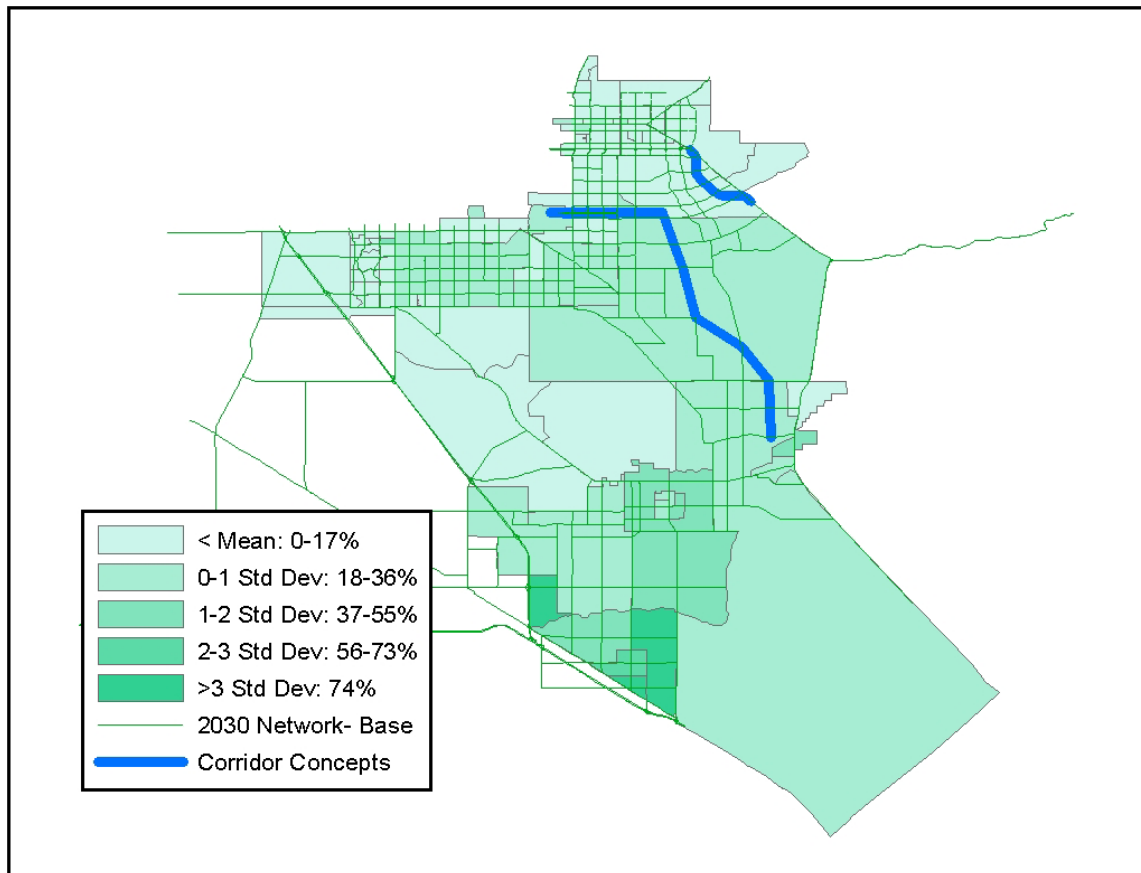 < Mean: 0-17%
0-1 Std Dev: 18-36%
1-2 Std Dev: 37-55%
2-3 Std Dev: 56-73%
>3 Std Dev: 74%
2030 Network- Base
Corridor Concepts